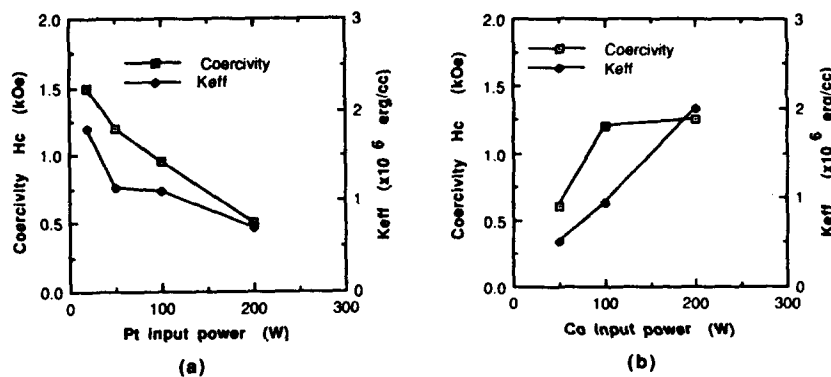 2.0
1.5
1.0
0.5
0.0
Coercivity Hc (kOe)
Coercivity
Keff
3
2
1
0
Keff (x10 6 erg/cc)
0 100 200 300
Pt input power (W)
(a)
2.0
1.5
1.0
0.5
0.0
Coercivity Hc (kOe)
Coercivity
Keff
3
2
1
0
Keff (x10 6 erg/cc)
0 100 200 300
Co input power (W)
(b)